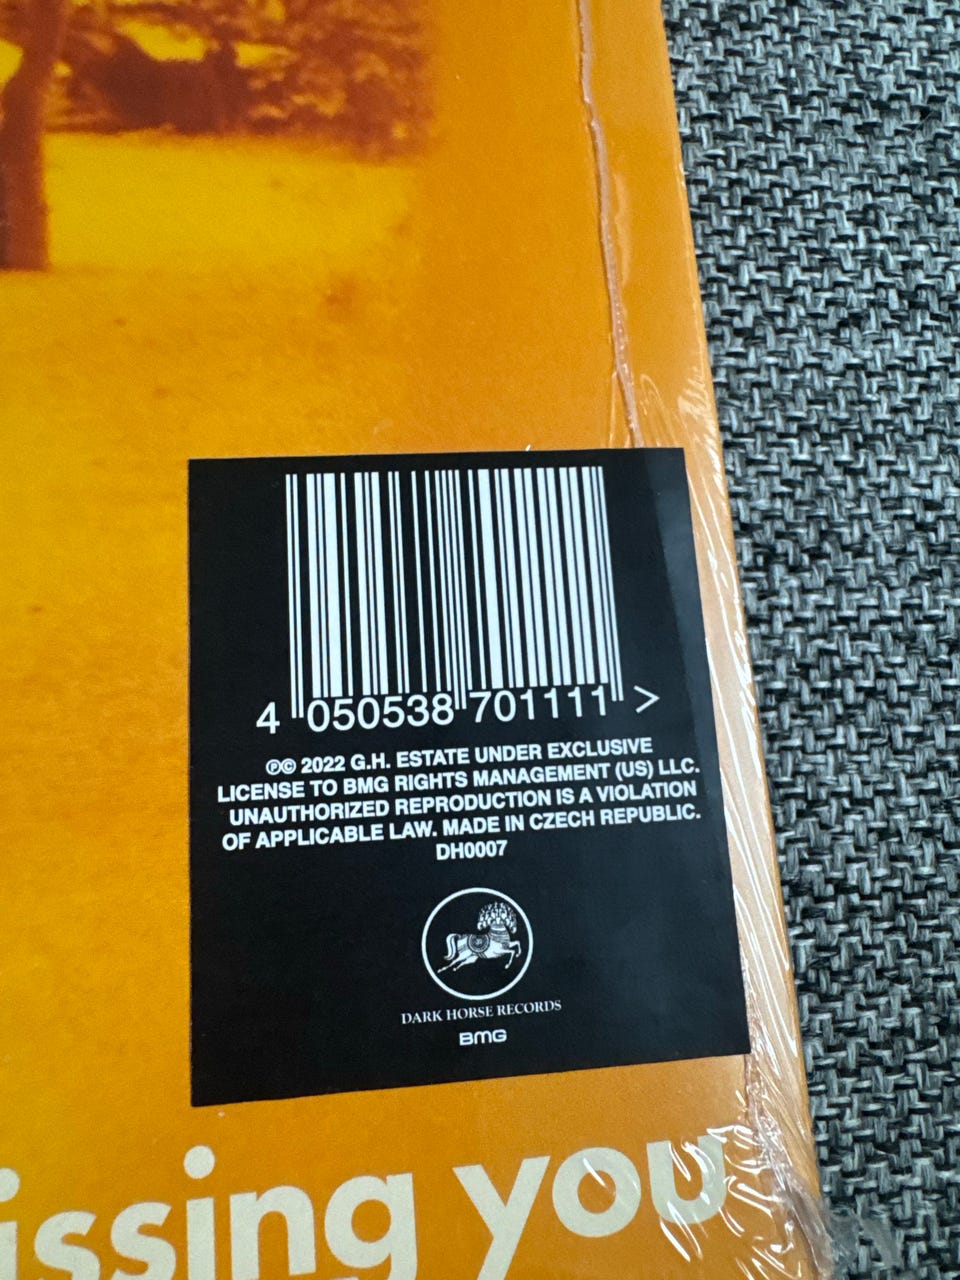 4 050538 701111 >
℗© 2022 G.H. ESTATE UNDER EXCLUSIVE
LICENSE TO BMG RIGHTS MANAGEMENT (US) LLC.
UNAUTHORIZED REPRODUCTION IS A VIOLATION
OF APPLICABLE LAW. MADE IN CZECH REPUBLIC.
DH0007
DARK HORSE RECORDS
BMG
issing you